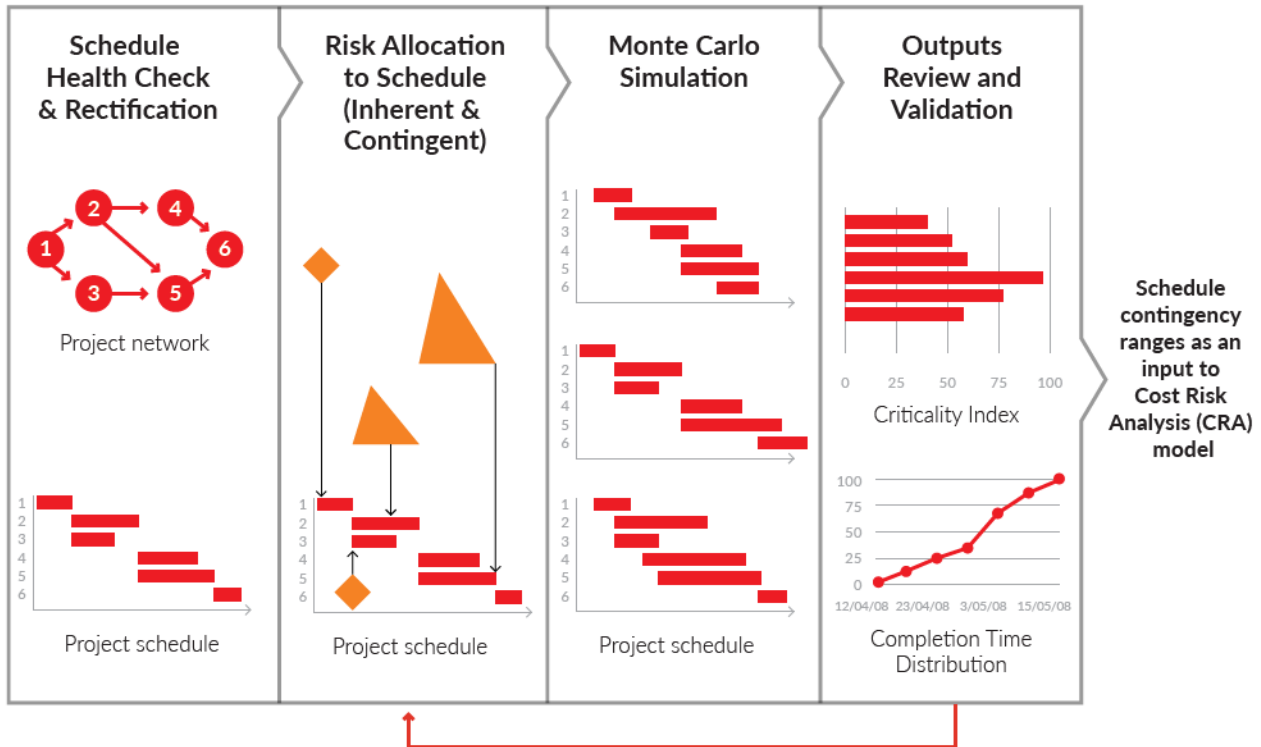 Schedule
Health Check
& Rectification
1
2
4
3
5
6
Project network
1
2
3
4
5
6
Project schedule
Risk Allocation
to Schedule
(Inherent &
Contingent)
1
2
3
4
5
6
Project schedule
Monte Carlo
Simulation
1
2
3
4
5
6
1
2
3
4
5
6
1
2
3
4
5
6
Project schedule
Outputs
Review and
Validation
0 25 50 75 100
Criticality Index
100
75
50
25
0
12/04/08 23/04/08 3/05/08 15/05/08
Completion Time
Distribution
Schedule
contingency
ranges as an
input to
Cost Risk
Analysis (CRA)
model